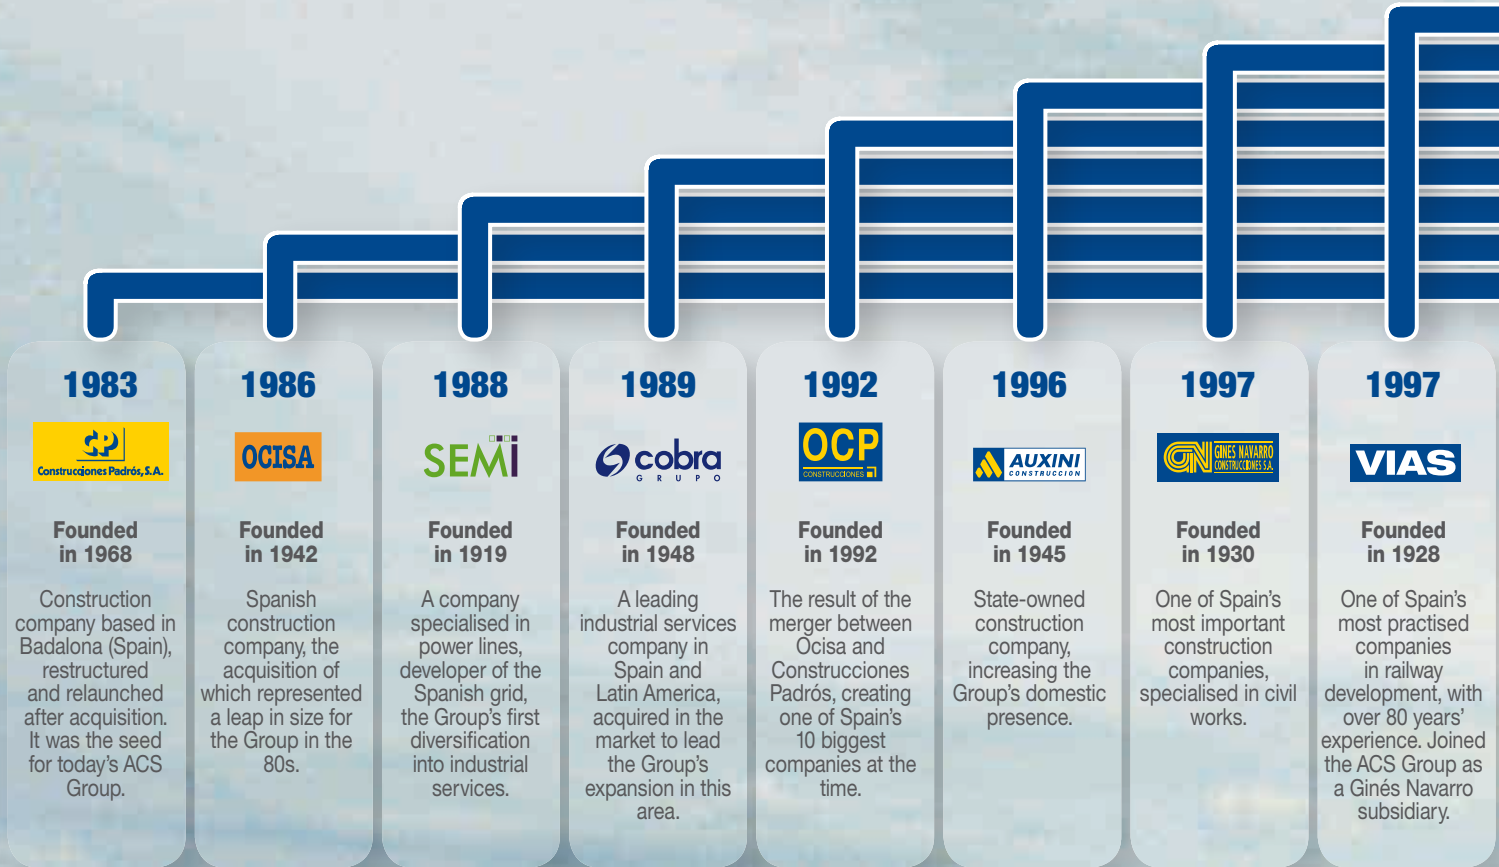 1983
CP
Construcciones Padrós, S.A.
Founded
in 1968
Construction
company based in
Badalona (Spain),
restructured
and relaunched
after acquisition.
It was the seed
for today's ACS
Group.
1986
OCISA
Founded
in 1942
Spanish
construction
company, the
acquisition of
which represented
a leap in size for
the Group in the
80s.
1988
SEMI
Founded
in 1919
A company
specialised in
power lines,
developer of the
Spanish grid,
the Group's first
diversification
into industrial
services.
1989
cobra
GRUPO
Founded
in 1948
A leading
industrial services
company in
Spain and
Latin America,
acquired in the
market to lead
the Group's
expansion in this
area.
1992
OCP
CONSTRUCCIONES
Founded
in 1992
The result of the
merger between
Ocisa and
Construcciones
Padrós, creating
one of Spain's
10 biggest
companies at the
time.
1996
AUXINI
CONSTRUCCION
Founded
in 1945
State-owned
construction
company,
increasing the
Group's domestic
presence.
1997
GN
GINES NAVARRO
CONSTRUCCIONES S.A.
Founded
in 1930
One of Spain's
most important
construction
companies,
specialised in civil
works.
1997
VIAS
Founded
in 1928
One of Spain's
most practised
companies
in railway
development, with
over 80 years'
experience. Joined
the ACS Group as
a Ginés Navarro
subsidiary.